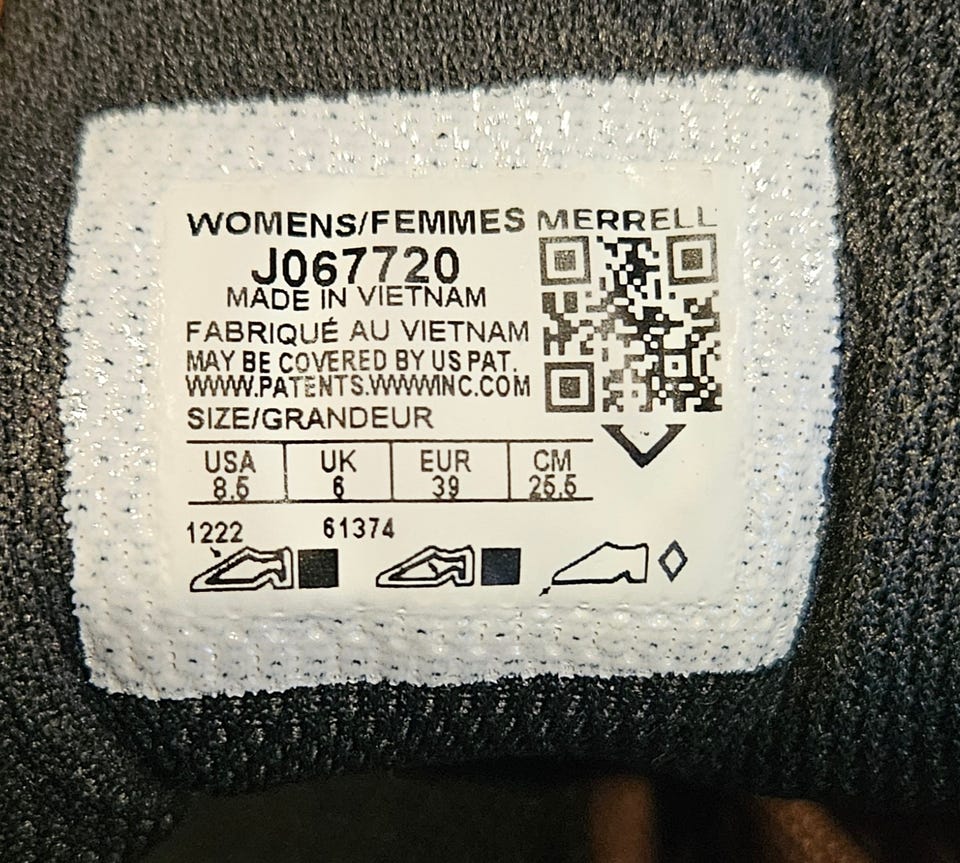 WOMENS/FEMMES MERRELL
J067720
MADE IN VIETNAM
FABRIQUÉ AU VIETNAM
MAY BE COVERED BY US PAT.
WWW.PATENTS.WWWINC.COM
SIZE/GRANDEUR
USA UK EUR CM
8.5 6 39 25.5
1222 61374